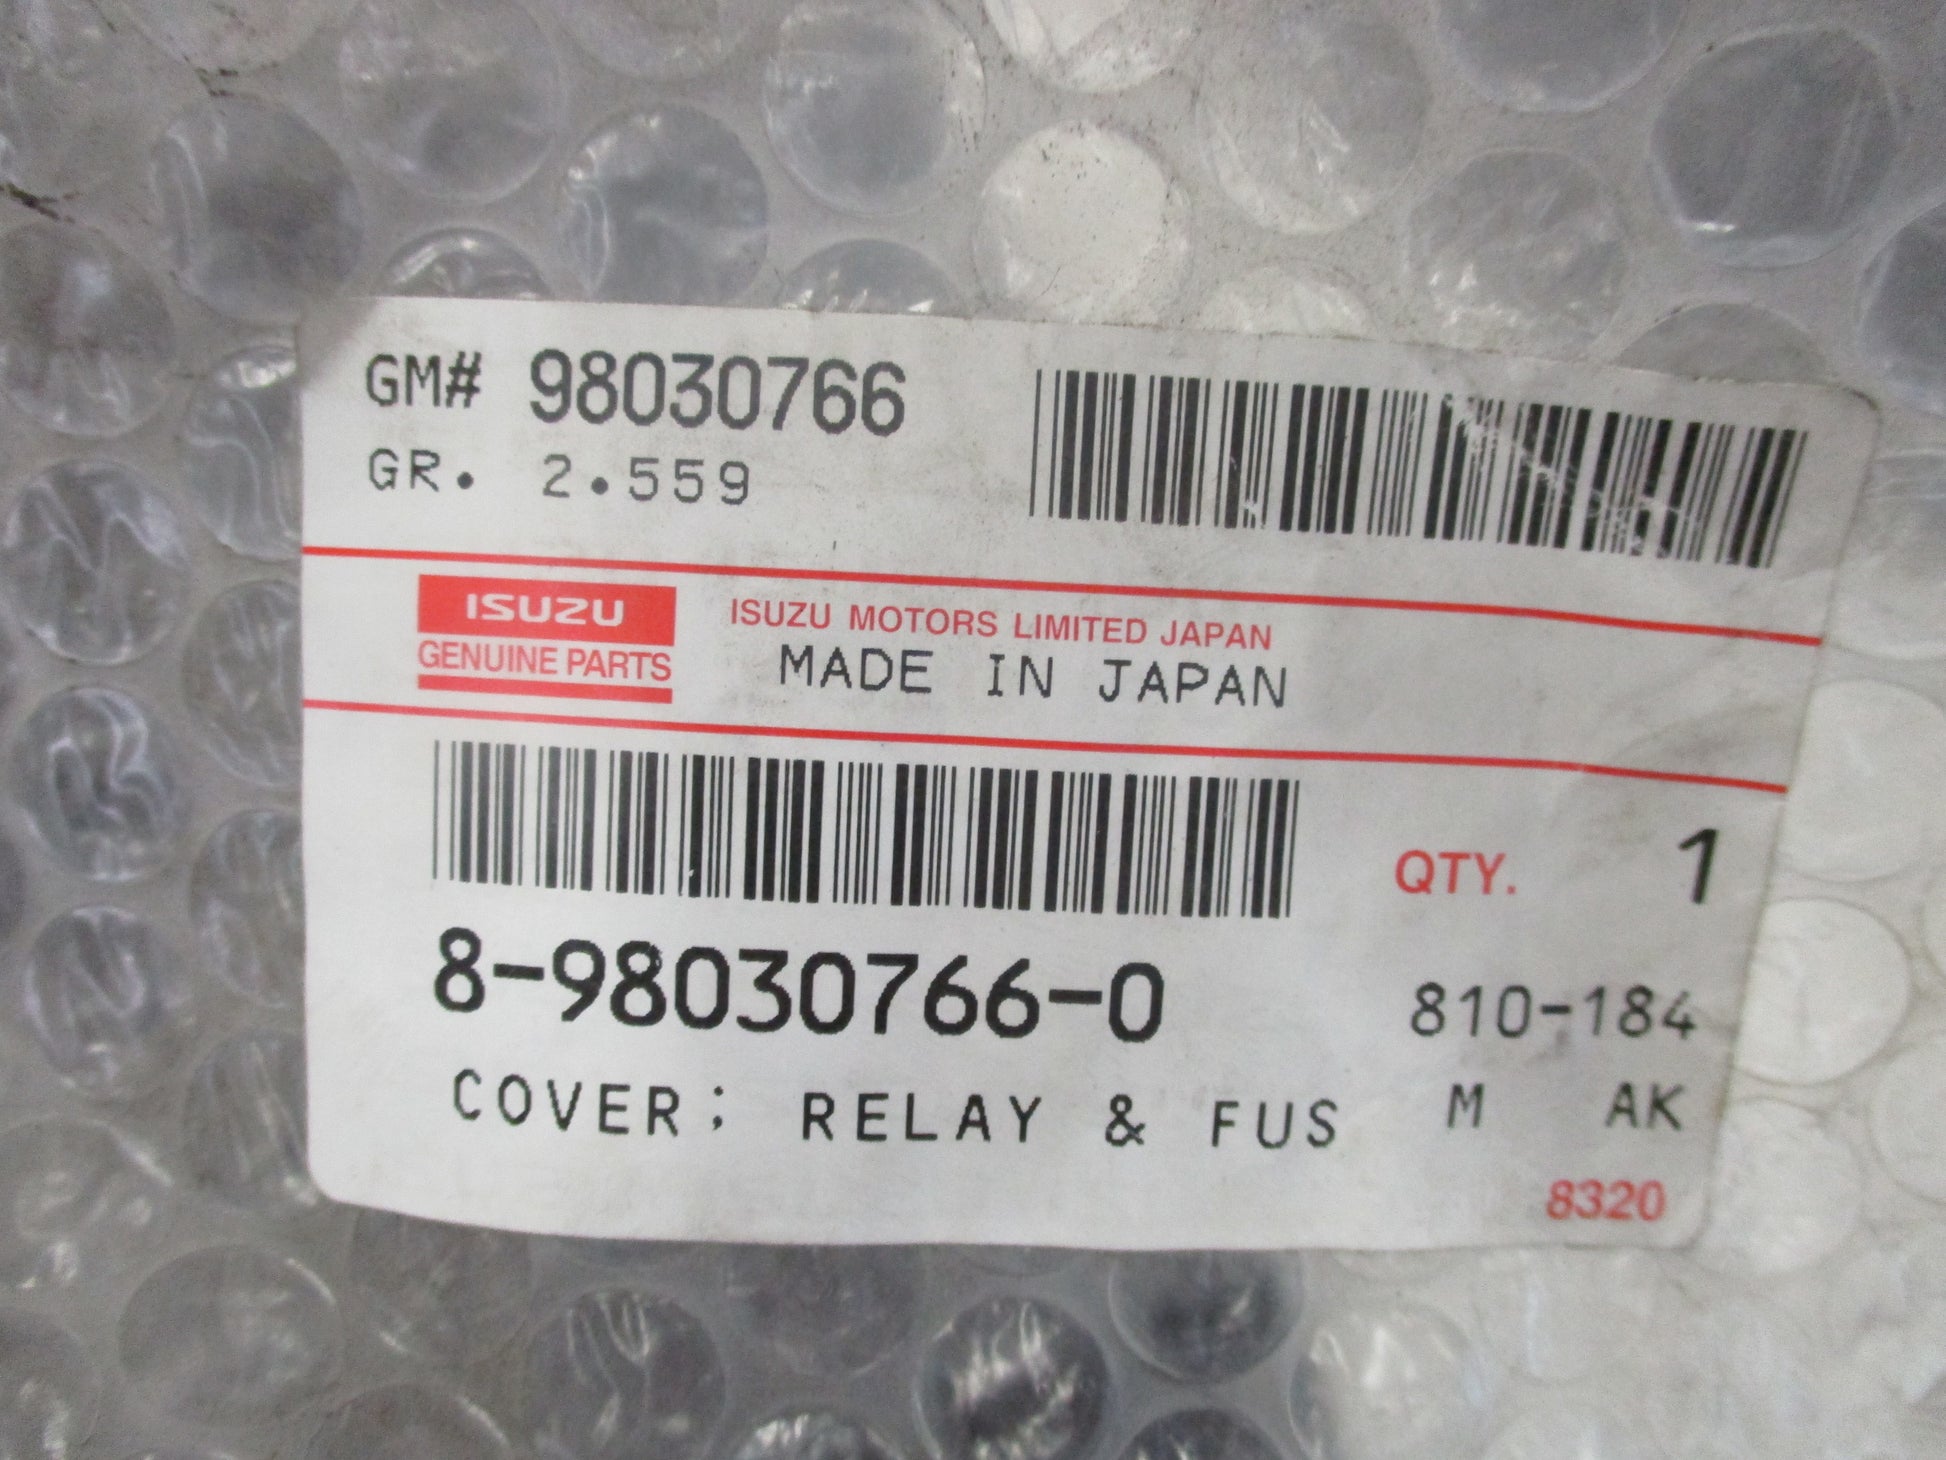 GM# 98030766
GR. 2.559
ISUZU
GENUINE PARTS
ISUZU MOTORS LIMITED JAPAN
MADE IN JAPAN
QTY. 1
8-98030766-0
810-184
COVER; RELAY & FUS
M AK
8320